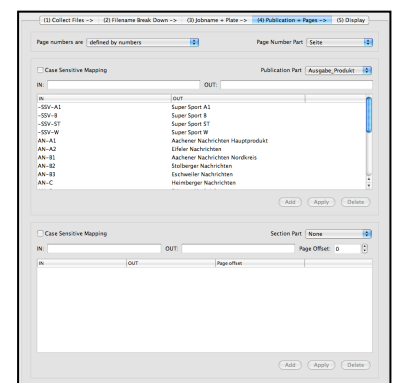 (1) Collect Files -> (2) Filename Break Down -> (3) Jobname + Plate -> (4) Publication + Pages -> (5) Display
Page numbers are defined by numbers Page Number Part Seite
Case Sensitive Mapping Publication Part Ausgabe_Produkt
IN: OUT:
IN OUT
-SSV-A1 Super Sport A1
-SSV-B Super Sport B
-SSV-ST Super Sport ST
-SSV-W Super Sport W
AN-A1 Aachener Nachrichten Hauptprodukt
AN-A2 Eifeler Nachrichten
AN-B1 Aachener Nachrichten Nordkreis
AN-B2 Stolberger Nachrichten
AN-B3 Eschweiler Nachrichten
AN-C Heimberger Nachrichten
Add Apply Delete
Case Sensitive Mapping Section Part None
IN: OUT: Page Offset: 0
IN OUT Page offset
Add Apply Delete